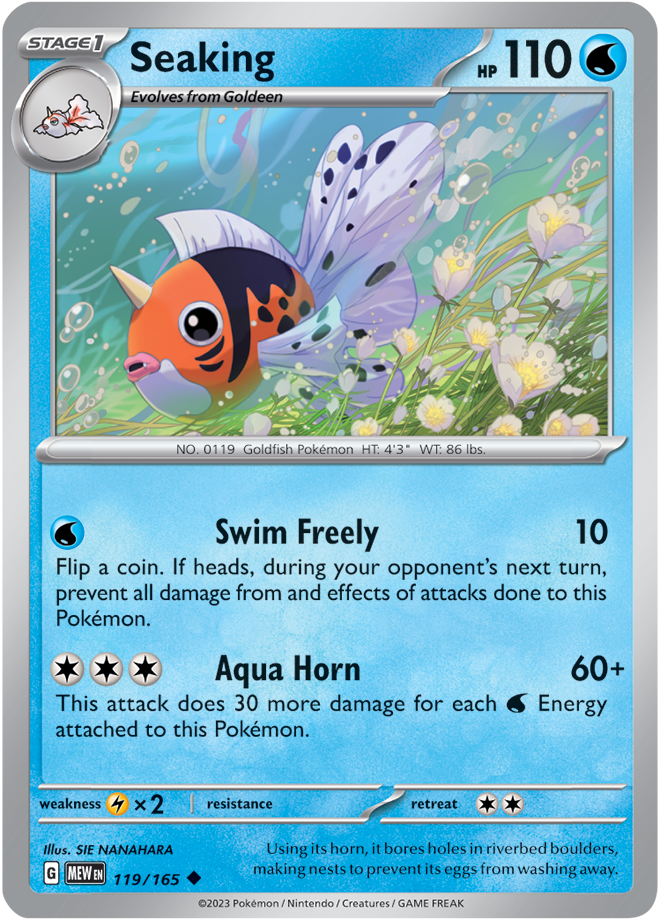 STAGE1
Seaking
HP 110
Evolves from Goldeen
NO. 0119 Goldfish Pokémon HT: 4'3" WT: 86 lbs.
Swim Freely 10
Flip a coin. If heads, during your opponent's next turn,
prevent all damage from and effects of attacks done to this
Pokémon.
Aqua Horn 60+
This attack does 30 more damage for each Energy
attached to this Pokémon.
weakness ×2 resistance retreat
Illus. SIE NANAHARA
G MEW EN 119/165
Using its horn, it bores holes in riverbed boulders,
making nests to prevent its eggs from washing away.
©2023 Pokémon / Nintendo / Creatures / GAME FREAK